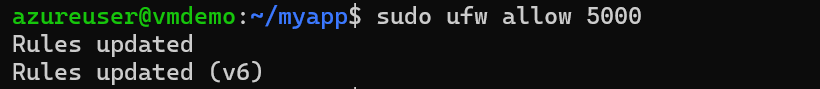 azureuser@vmdemo:~/myapp$ sudo ufw allow 5000
Rules updated
Rules updated (v6)